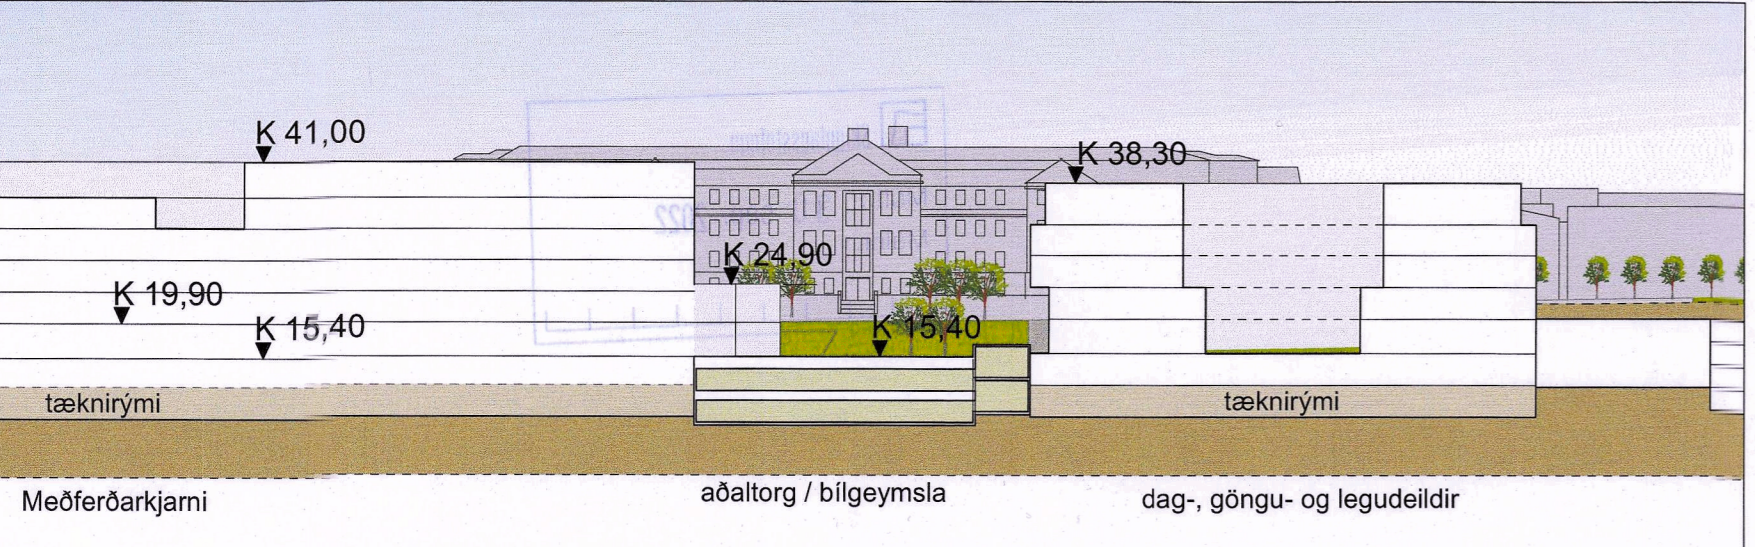 K 41,00
K 38,30
2022
K 24,90
K 19,90
K 15,40
K 15,40
tæknirými
tæknirými
Meðferðarkjarni
aðaltorg / bílgeymsla
dag-, göngu- og legudeildir